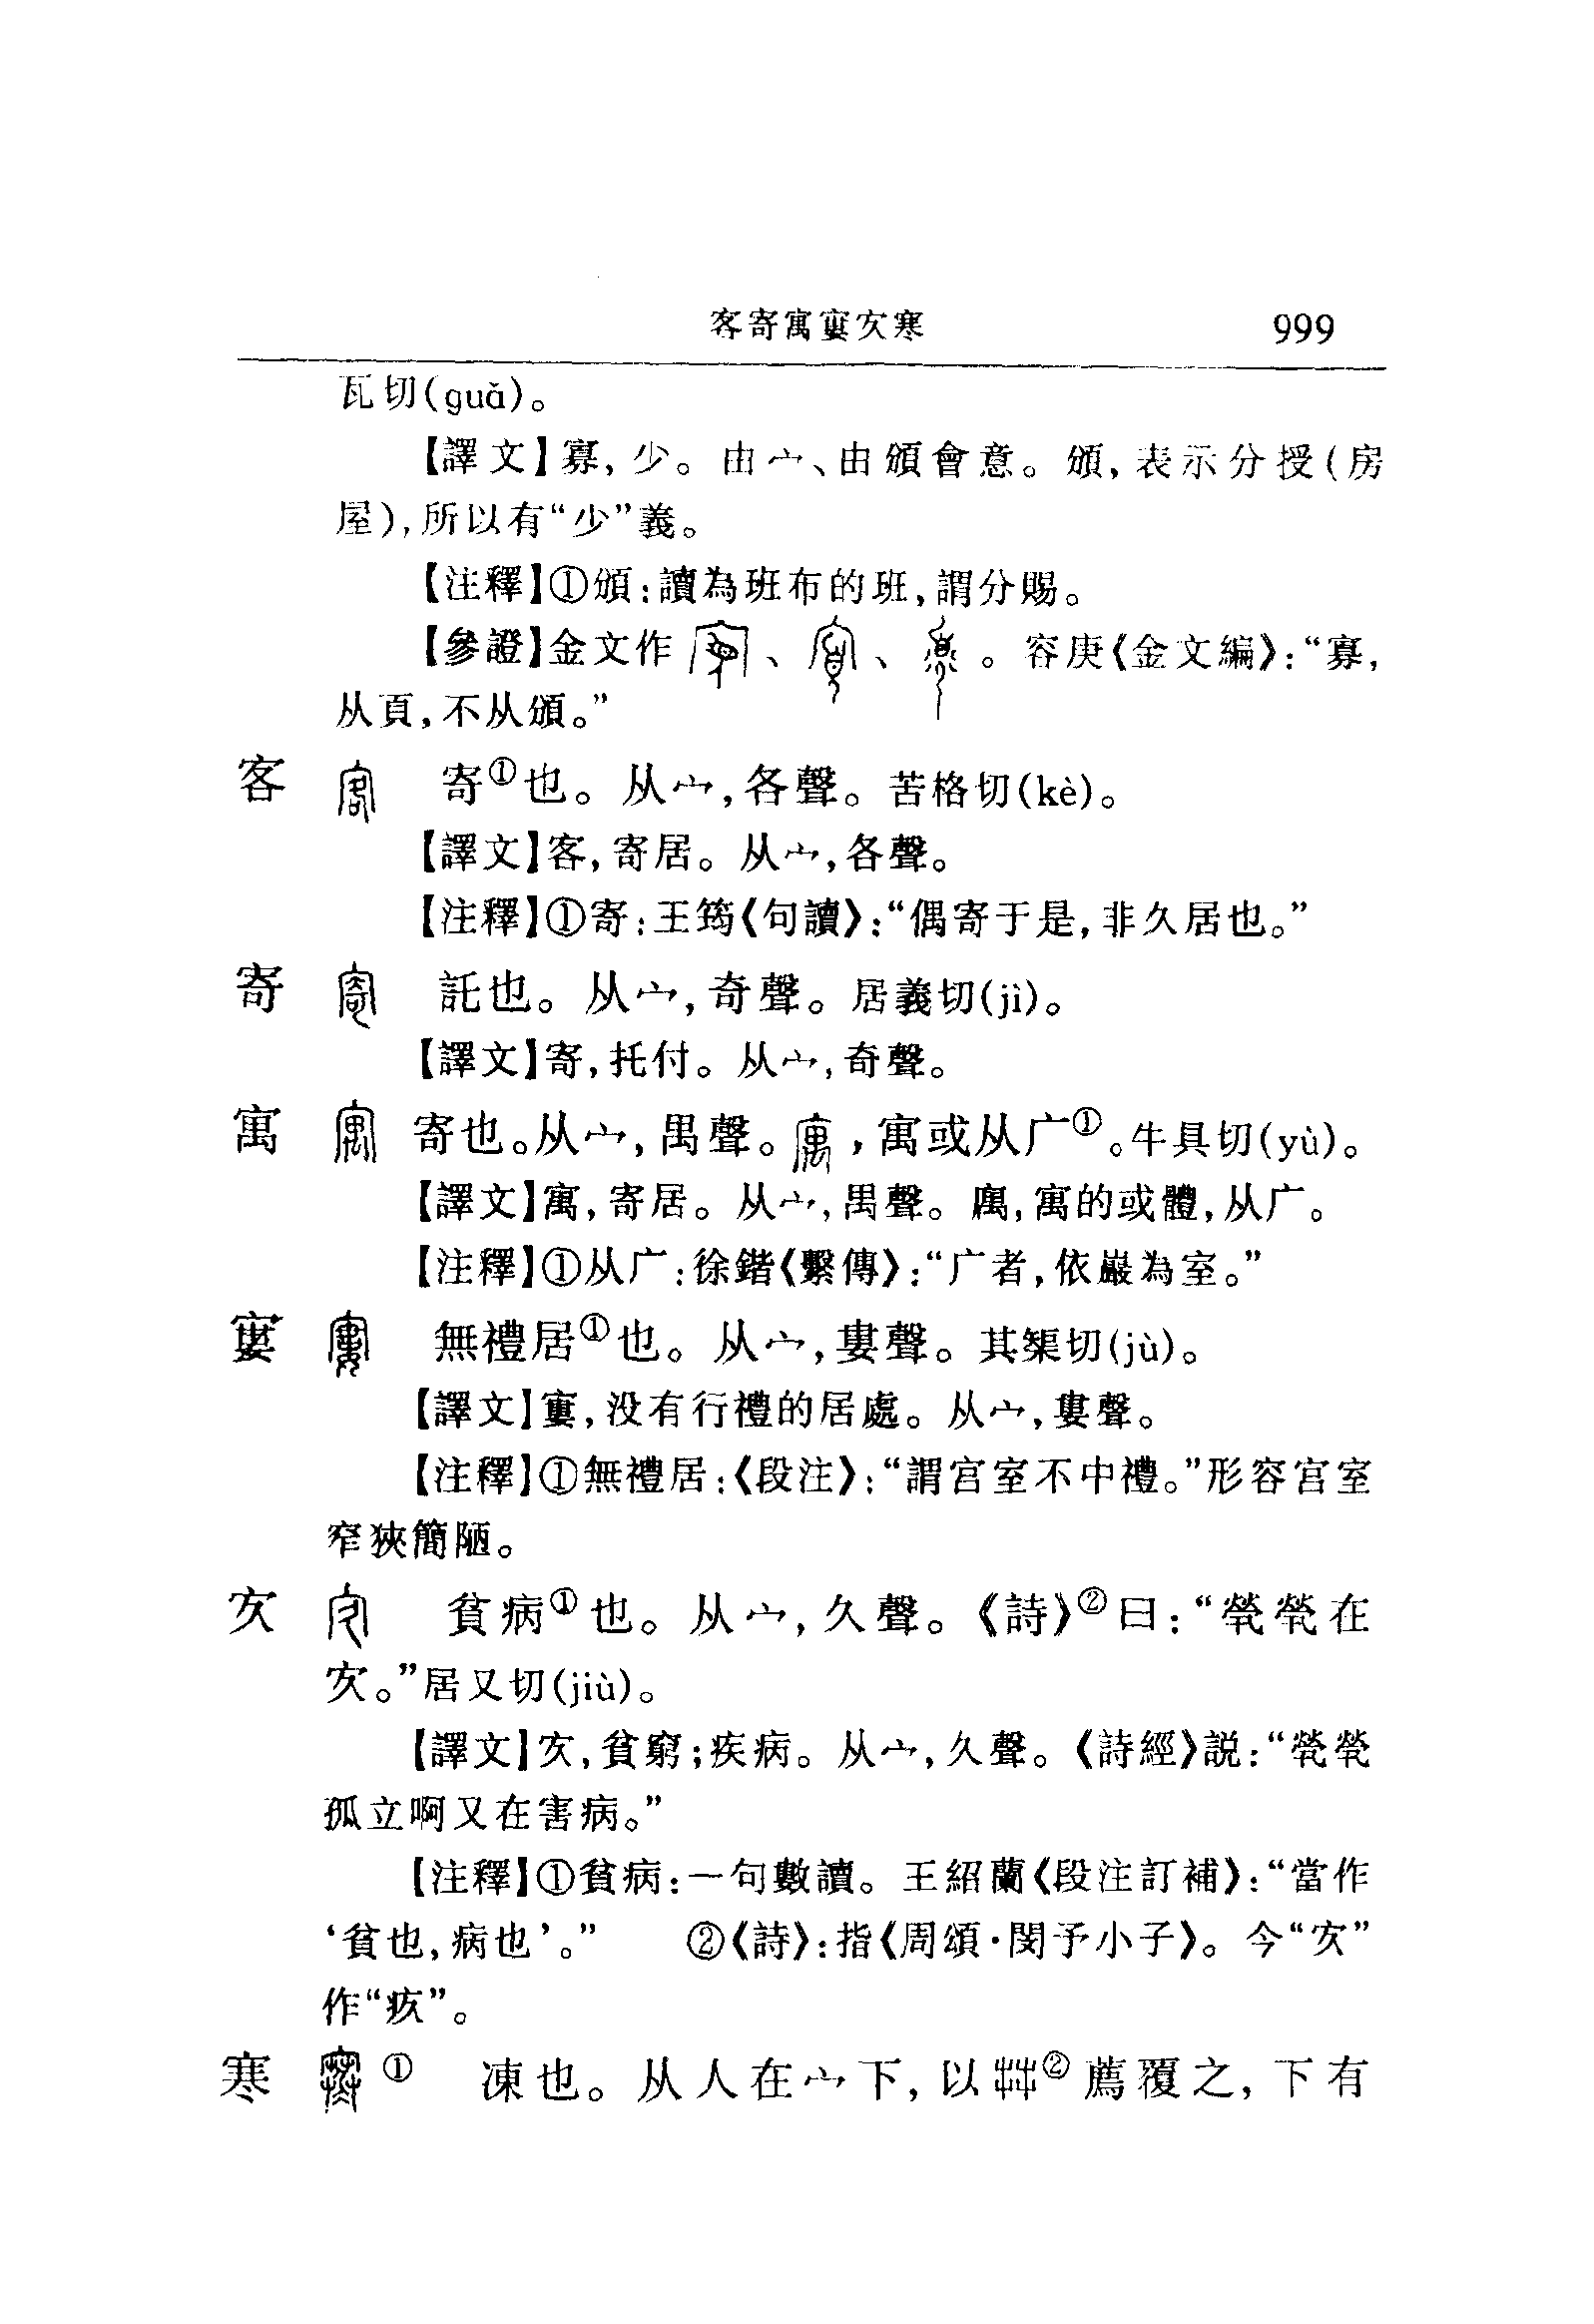 客寄寓寠㝌寒 999
瓦切(guǎ)。
【譯文】寡,少。由宀、由頒會意。頒,表示分授(房
屋),所以有“少”義。
【注釋】①頒:讀為班布的班,謂分賜。
【參證】金文作、、。容庚《金文編》:“寡,
从頁,不从頒。”
客 寄①也。从宀,各聲。苦格切(kè)。
【譯文】客,寄居。从宀,各聲。
【注釋】①寄:王筠《句讀》:“偶寄于是,非久居也。”
寄 託也。从宀,奇聲。居義切(jì)。
【譯文】寄,托付。从宀,奇聲。
寓 寄也。从宀,禺聲。,寓或从广①。牛具切(yù)。
【譯文】寓,寄居。从宀,禺聲。庽,寓的或體,从广。
【注釋】①从广:徐鍇《繫傳》:“广者,依巖為室。”
寠 無禮居①也。从宀,婁聲。其榘切(jù)。
【譯文】寠,没有行禮的居處。从宀,婁聲。
【注釋】①無禮居:《段注》:“謂宫室不中禮。”形容宫室
窄狹簡陋。
㝌 貧病①也。从宀,久聲。《詩》②曰:“煢煢在
㝌。”居又切(jiù)。
【譯文】㝌,貧窮;疾病。从宀,久聲。《詩經》説:“煢煢
孤立啊又在害病。”
【注釋】①貧病:一句數讀。王紹蘭《段注訂補》:“當作
‘貧也,病也’。” ②《詩》:指《周頌·閔予小子》。今“㝌”
作“疚”。
寒 ① 凍也。从人在宀下,以茻②薦覆之,下有